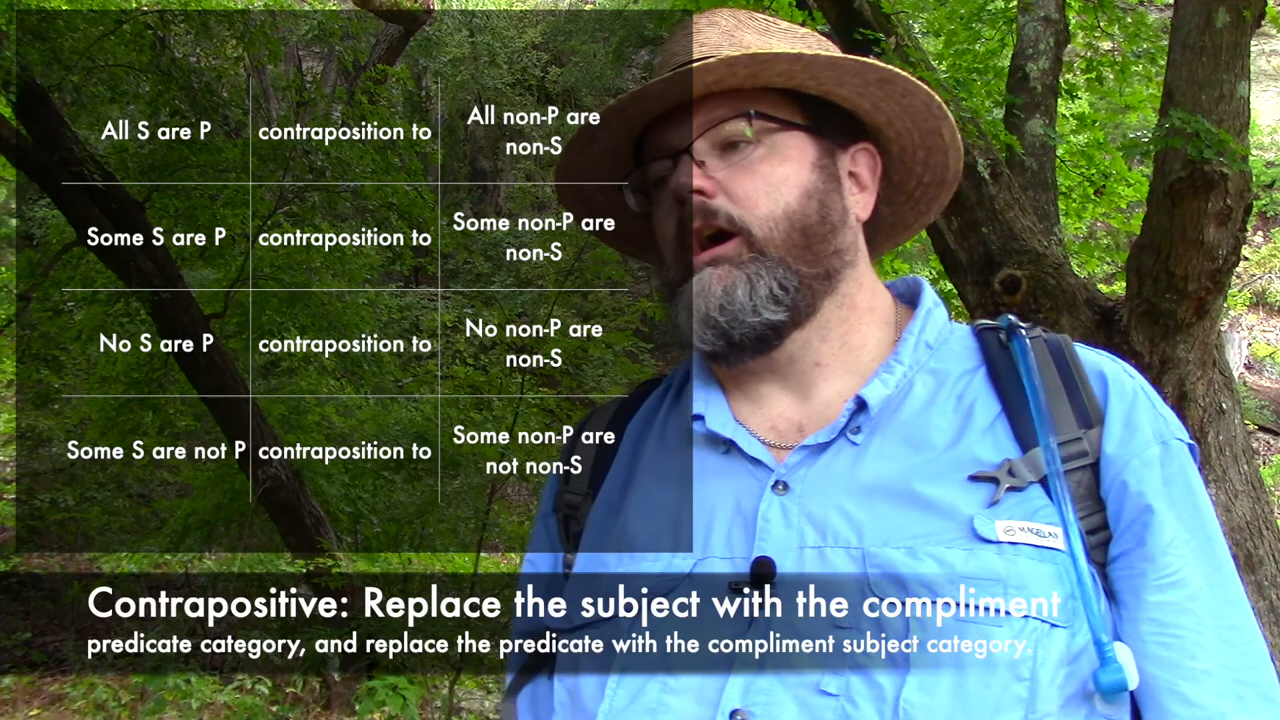 All S are P
contraposition to
All non-P are
non-S
Some S are P
contraposition to
Some non-P are
non-S
No S are P
contraposition to
No non-P are
non-S
Some S are not P
contraposition to
Some non-P are
not non-S
MAGELLAN
Contrapositive: Replace the subject with the compliment
predicate category, and replace the predicate with the compliment subject category.